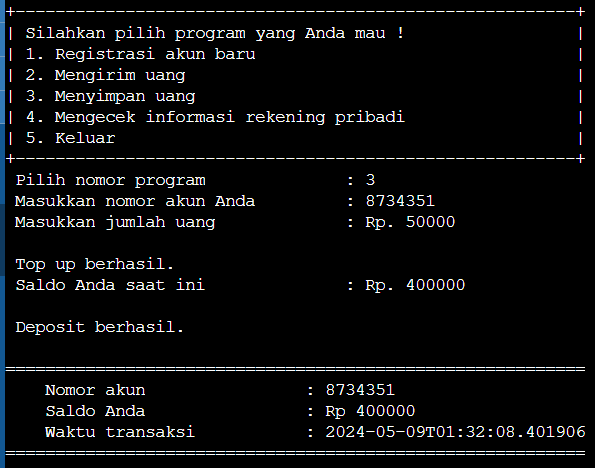 +--------------------------------------------------------+
| Silahkan pilih program yang Anda mau !                 |
| 1. Registrasi akun baru                                |
| 2. Mengirim uang                                       |
| 3. Menyimpan uang                                      |
| 4. Mengecek informasi rekening pribadi                 |
| 5. Keluar                                              |
+--------------------------------------------------------+
Pilih nomor program              : 3
Masukkan nomor akun Anda         : 8734351
Masukkan jumlah uang             : Rp. 50000
Top up berhasil.
Saldo Anda saat ini              : Rp. 400000
Deposit berhasil.
==========================================================
Nomor akun                : 8734351
Saldo Anda                : Rp 400000
Waktu transaksi           : 2024-05-09T01:32:08.401906
==========================================================